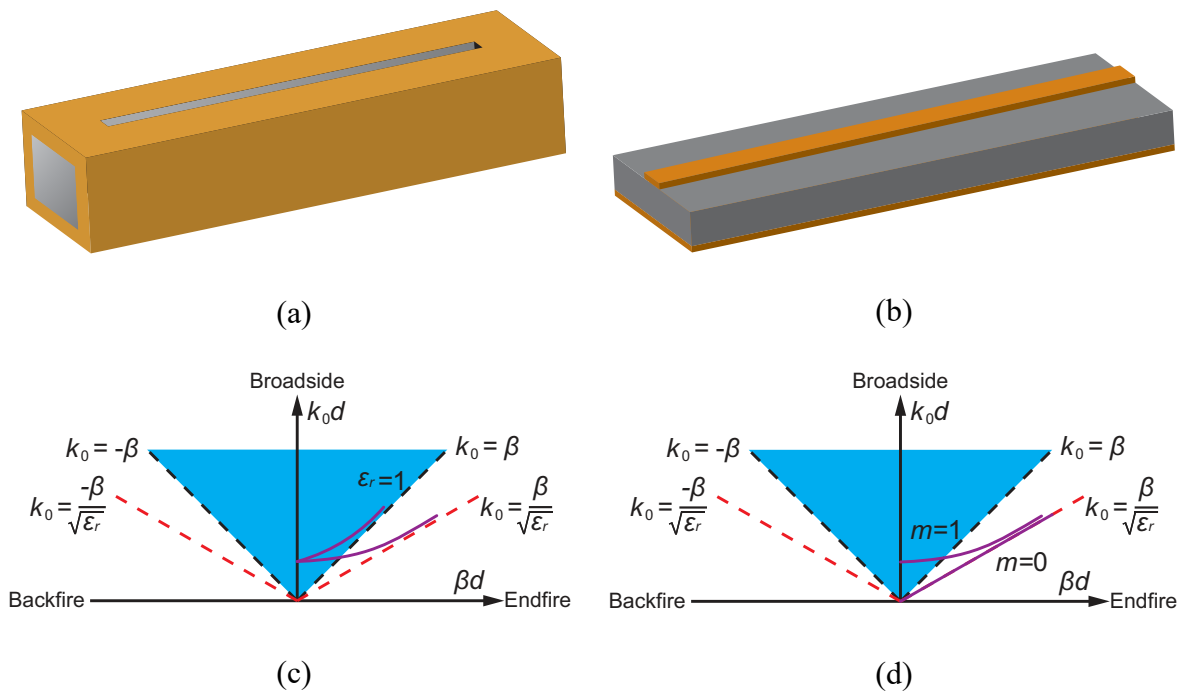 (a)
(b)
Broadside
k₀d
k₀ = -β
k₀ = β
εᵣ=1
k₀ = -β/√εᵣ
k₀ = β/√εᵣ
βd
Backfire
Endfire
(c)
Broadside
k₀d
k₀ = -β
k₀ = β
k₀ = -β/√εᵣ
m=1
k₀ = β/√εᵣ
m=0
βd
Backfire
Endfire
(d)